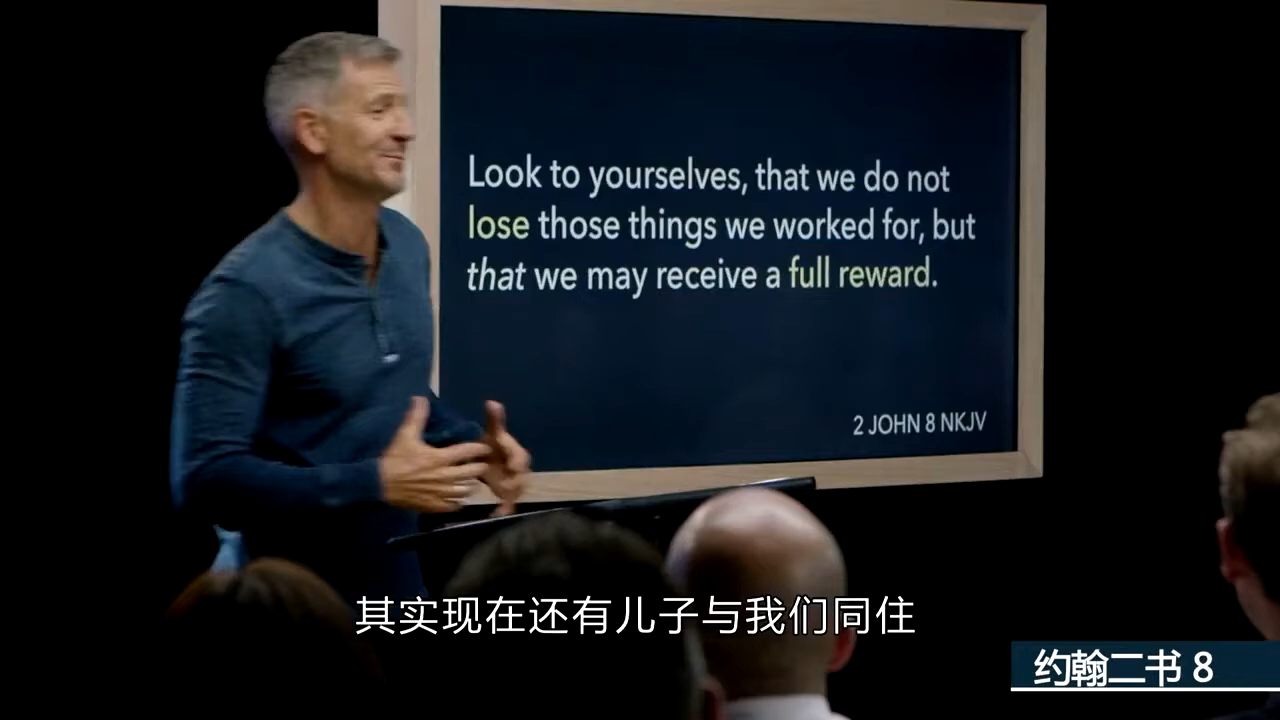 Look to yourselves, that we do not
lose those things we worked for, but
that we may receive a full reward.
2 JOHN 8 NKJV
其实现在还有儿子与我们同住
约翰二书 8